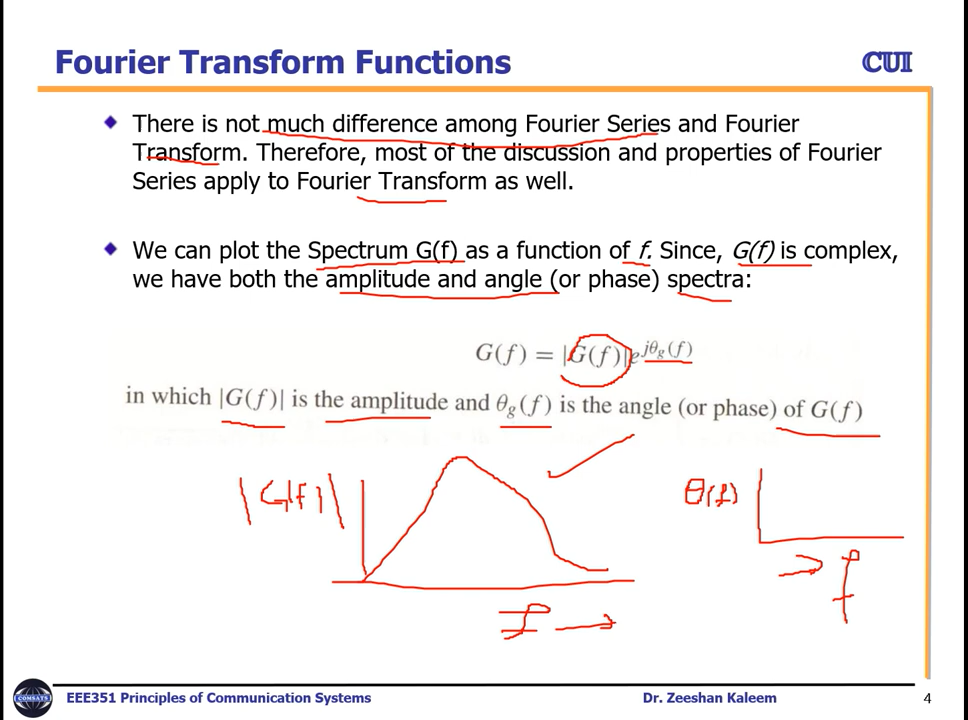 Fourier Transform Functions
CUI
There is not much difference among Fourier Series and Fourier
Transform. Therefore, most of the discussion and properties of Fourier
Series apply to Fourier Transform as well.
We can plot the Spectrum G(f) as a function of f. Since, G(f) is complex,
we have both the amplitude and angle (or phase) spectra:
G(f) = |G(f)|e^{jθ_g(f)}
in which |G(f)| is the amplitude and θ_g(f) is the angle (or phase) of G(f)
|G(f)|
θ(f)
f
f
COMSATS
EEE351 Principles of Communication Systems
Dr. Zeeshan Kaleem
4